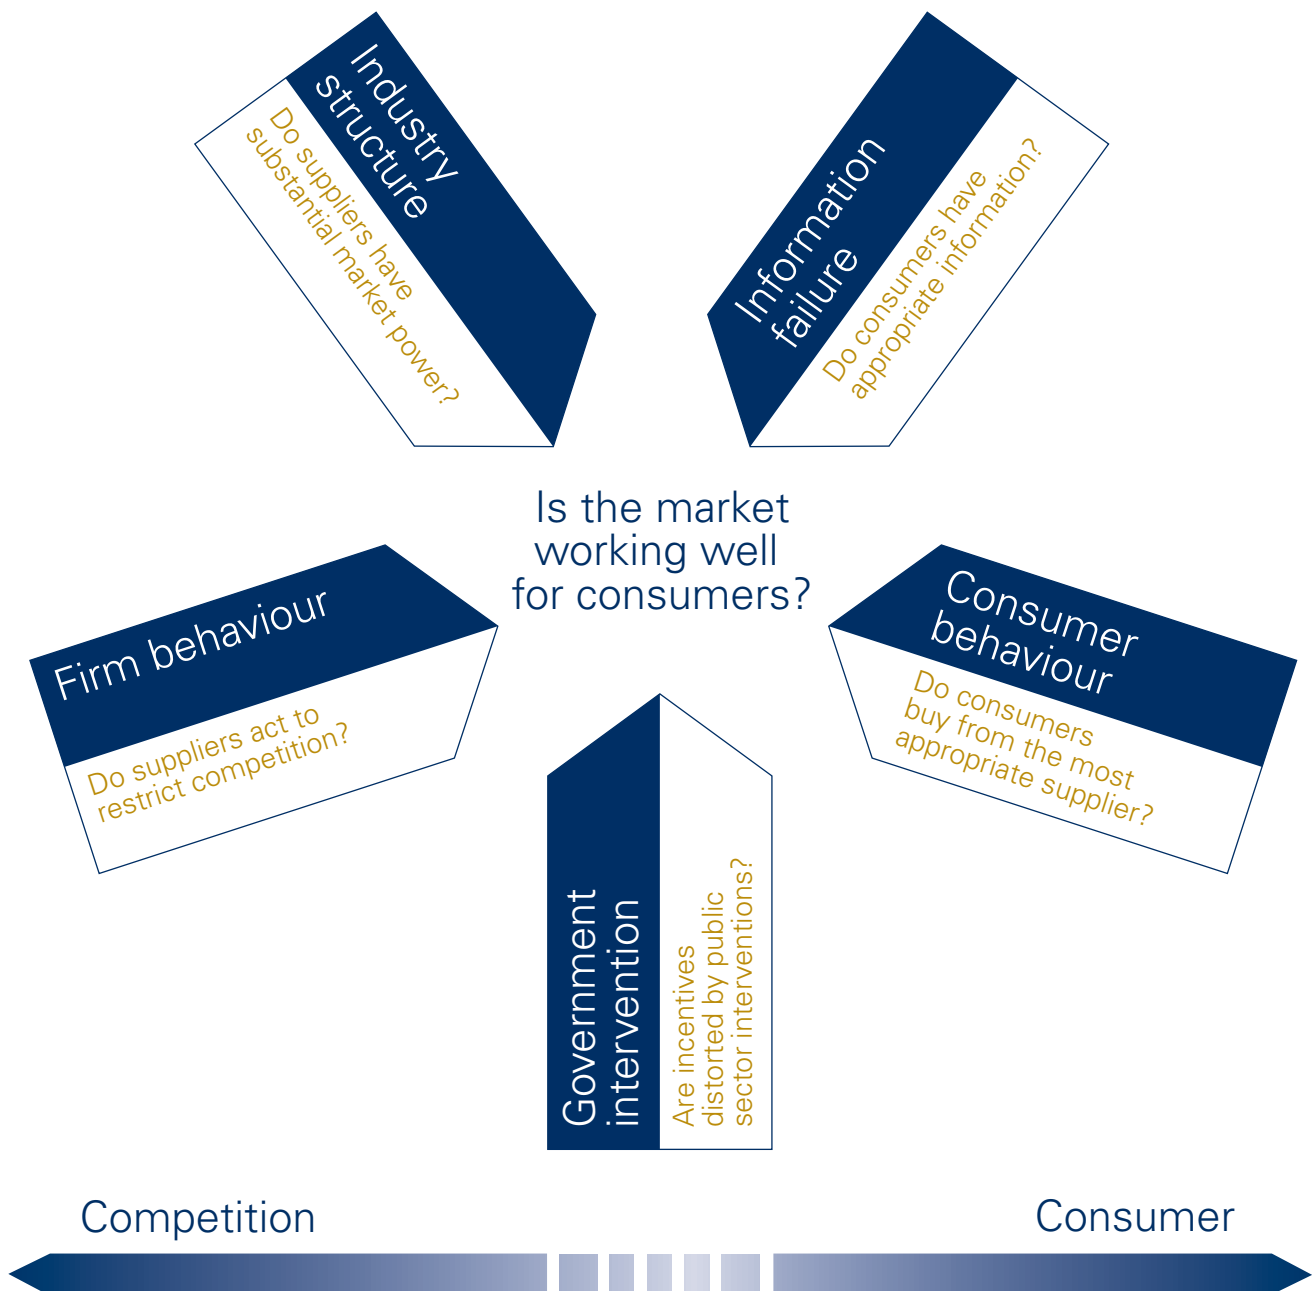 Industry
structure
Do suppliers have
substantial market power?
Information
failure
Do consumers have
appropriate information?
Is the market
working well
for consumers?
Firm behaviour
Do suppliers act to
restrict competition?
Consumer
behaviour
Do consumers
buy from the most
appropriate supplier?
Government
intervention
Are incentives
distorted by public
sector interventions?
Competition
Consumer